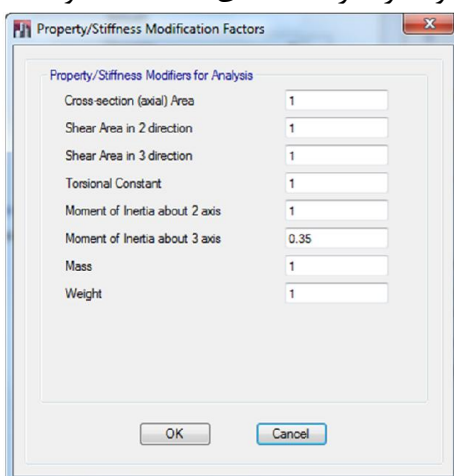 Property/Stiffness Modification Factors
Property/Stiffness Modifiers for Analysis
Cross-section (axial) Area 1
Shear Area in 2 direction 1
Shear Area in 3 direction 1
Torsional Constant 1
Moment of Inertia about 2 axis 1
Moment of Inertia about 3 axis 0.35
Mass 1
Weight 1
OK Cancel